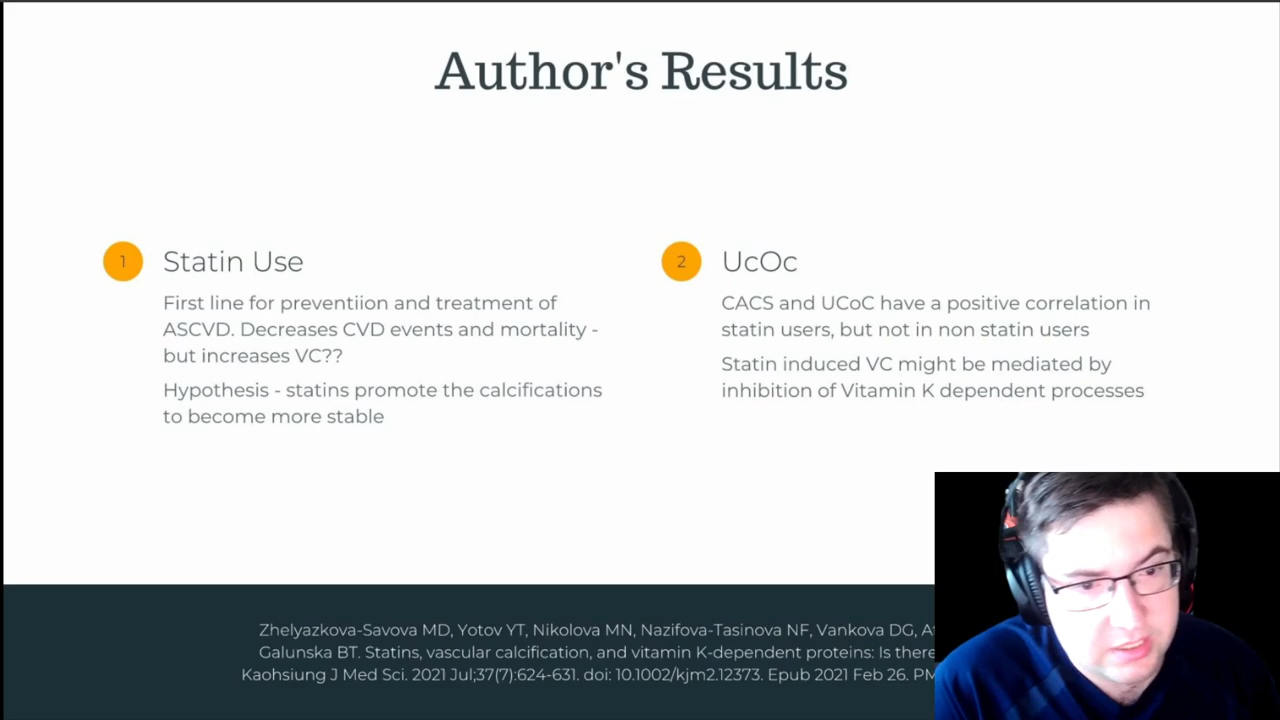 Author's Results
1
Statin Use
First line for preventiion and treatment of
ASCVD. Decreases CVD events and mortality -
but increases VC??
Hypothesis - statins promote the calcifications
to become more stable
2
UcOc
CACS and UCoC have a positive correlation in
statin users, but not in non statin users
Statin induced VC might be mediated by
inhibition of Vitamin K dependent processes
Zhelyazkova-Savova MD, Yotov YT, Nikolova MN, Nazifova-Tasinova NF, Vankova DG,
Galunska BT. Statins, vascular calcification, and vitamin K-dependent proteins: Is there
Kaohsiung J Med Sci. 2021 Jul;37(7):624-631. doi: 10.1002/kjm2.12373. Epub 2021 Feb 26.